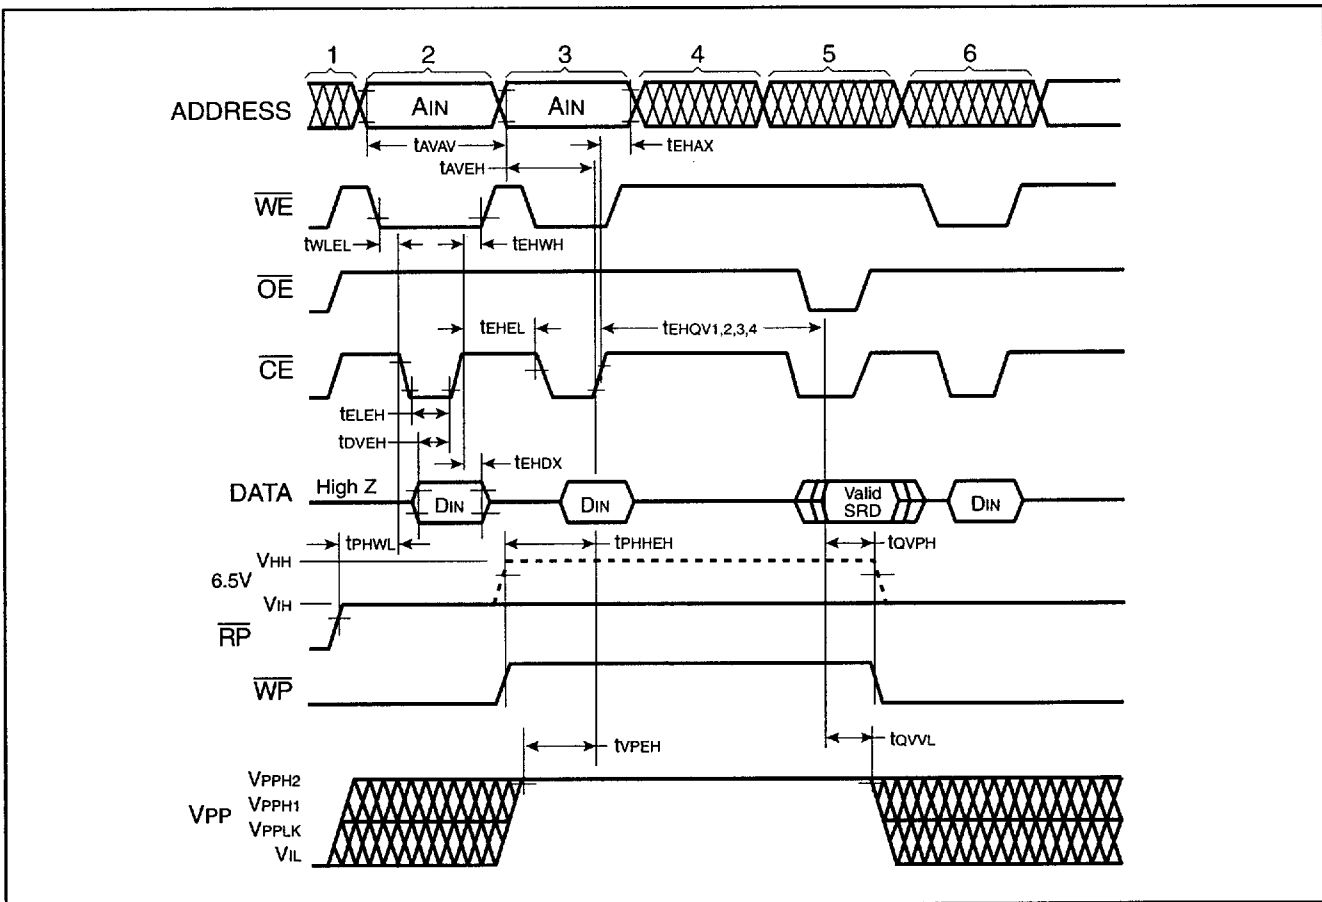 1 2 3 4 5 6
ADDRESS AIN AIN
tAVAV tEHAX
tAVEH
WE
tWLEL tEHWH
OE
tEHEL tEHQV1,2,3,4
CE
tELEH
tDVEH
tEHDX
DATA High Z DIN DIN Valid SRD DIN
tPHWL tPHHEH tQVPH
VHH
6.5V
VIH
RP
WP
tVPEH tQVVL
VPPH2
VPP VPPH1
VPPLK
VIL